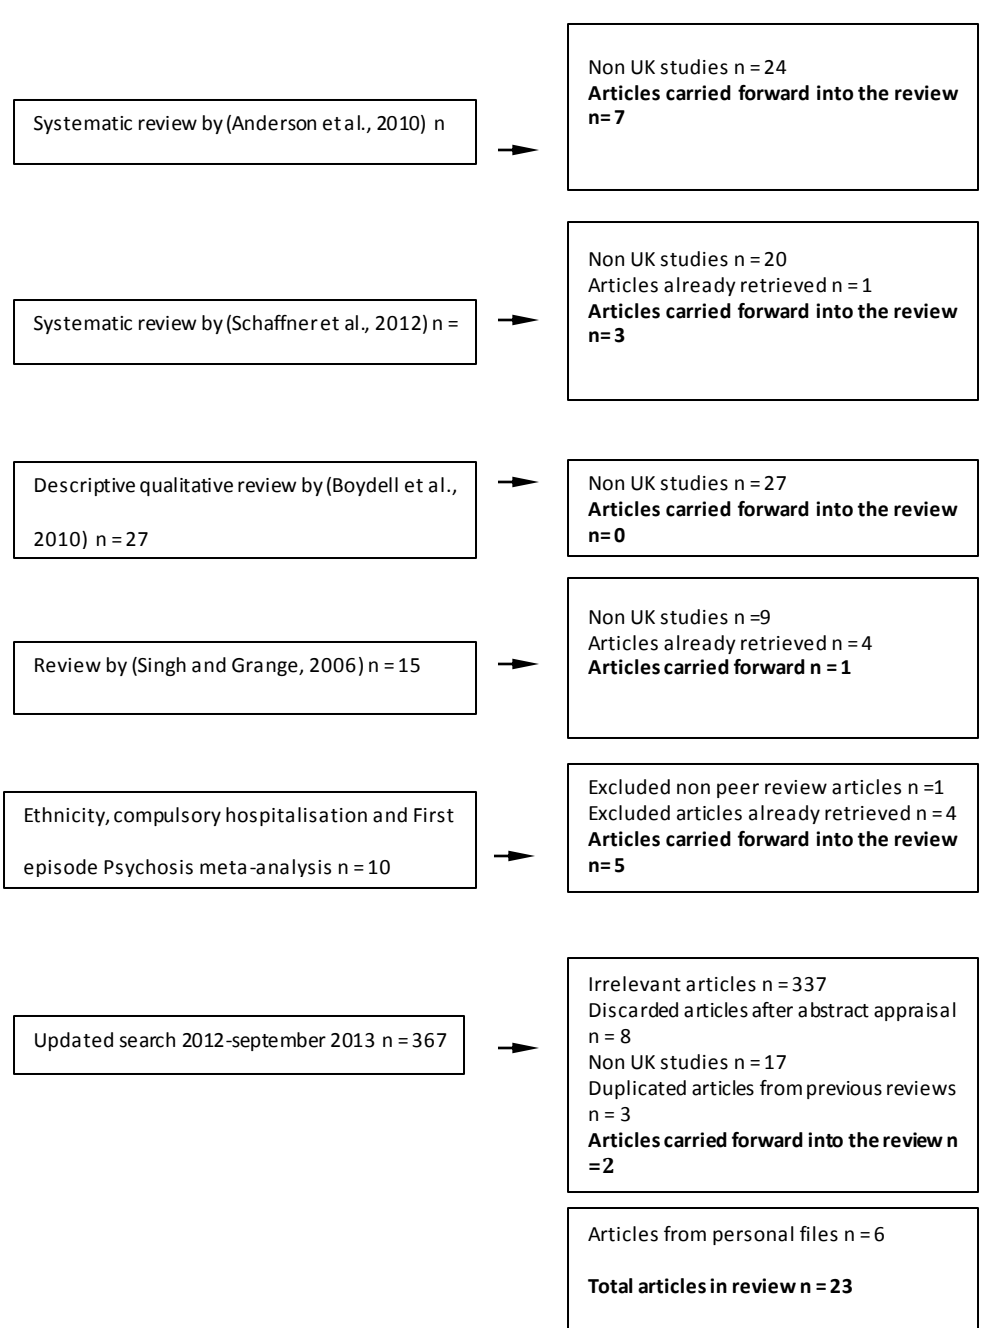 Systematic review by (Anderson et al., 2010) n
Non UK studies n = 24
Articles carried forward into the review
n= 7
Systematic review by (Schaffner et al., 2012) n =
Non UK studies n = 20
Articles already retrieved n = 1
Articles carried forward into the review
n= 3
Descriptive qualitative review by (Boydell et al.,
2010) n = 27
Non UK studies n = 27
Articles carried forward into the review
n= 0
Review by (Singh and Grange, 2006) n = 15
Non UK studies n =9
Articles already retrieved n = 4
Articles carried forward n = 1
Ethnicity, compulsory hospitalisation and First
episode Psychosis meta-analysis n = 10
Excluded non peer review articles n =1
Excluded articles already retrieved n = 4
Articles carried forward into the review
n= 5
Updated search 2012-september 2013 n = 367
Irrelevant articles n = 337
Discarded articles after abstract appraisal
n = 8
Non UK studies n = 17
Duplicated articles from previous reviews
n = 3
Articles carried forward into the review n
=2
Articles from personal files n = 6
Total articles in review n = 23